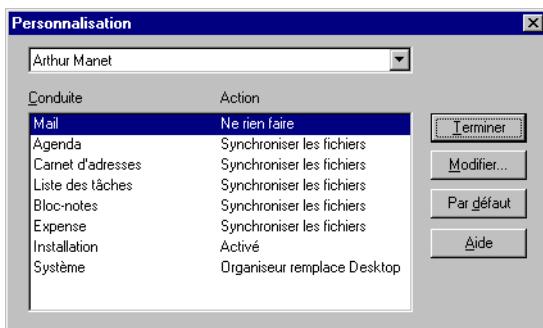 Personnalisation
Arthur Manet
Conduite Action
Mail Ne rien faire
Agenda Synchroniser les fichiers
Carnet d'adresses Synchroniser les fichiers
Liste des tâches Synchroniser les fichiers
Bloc-notes Synchroniser les fichiers
Expense Synchroniser les fichiers
Installation Activé
Système Organiseur remplace Desktop
Terminer
Modifier...
Par défaut
Aide